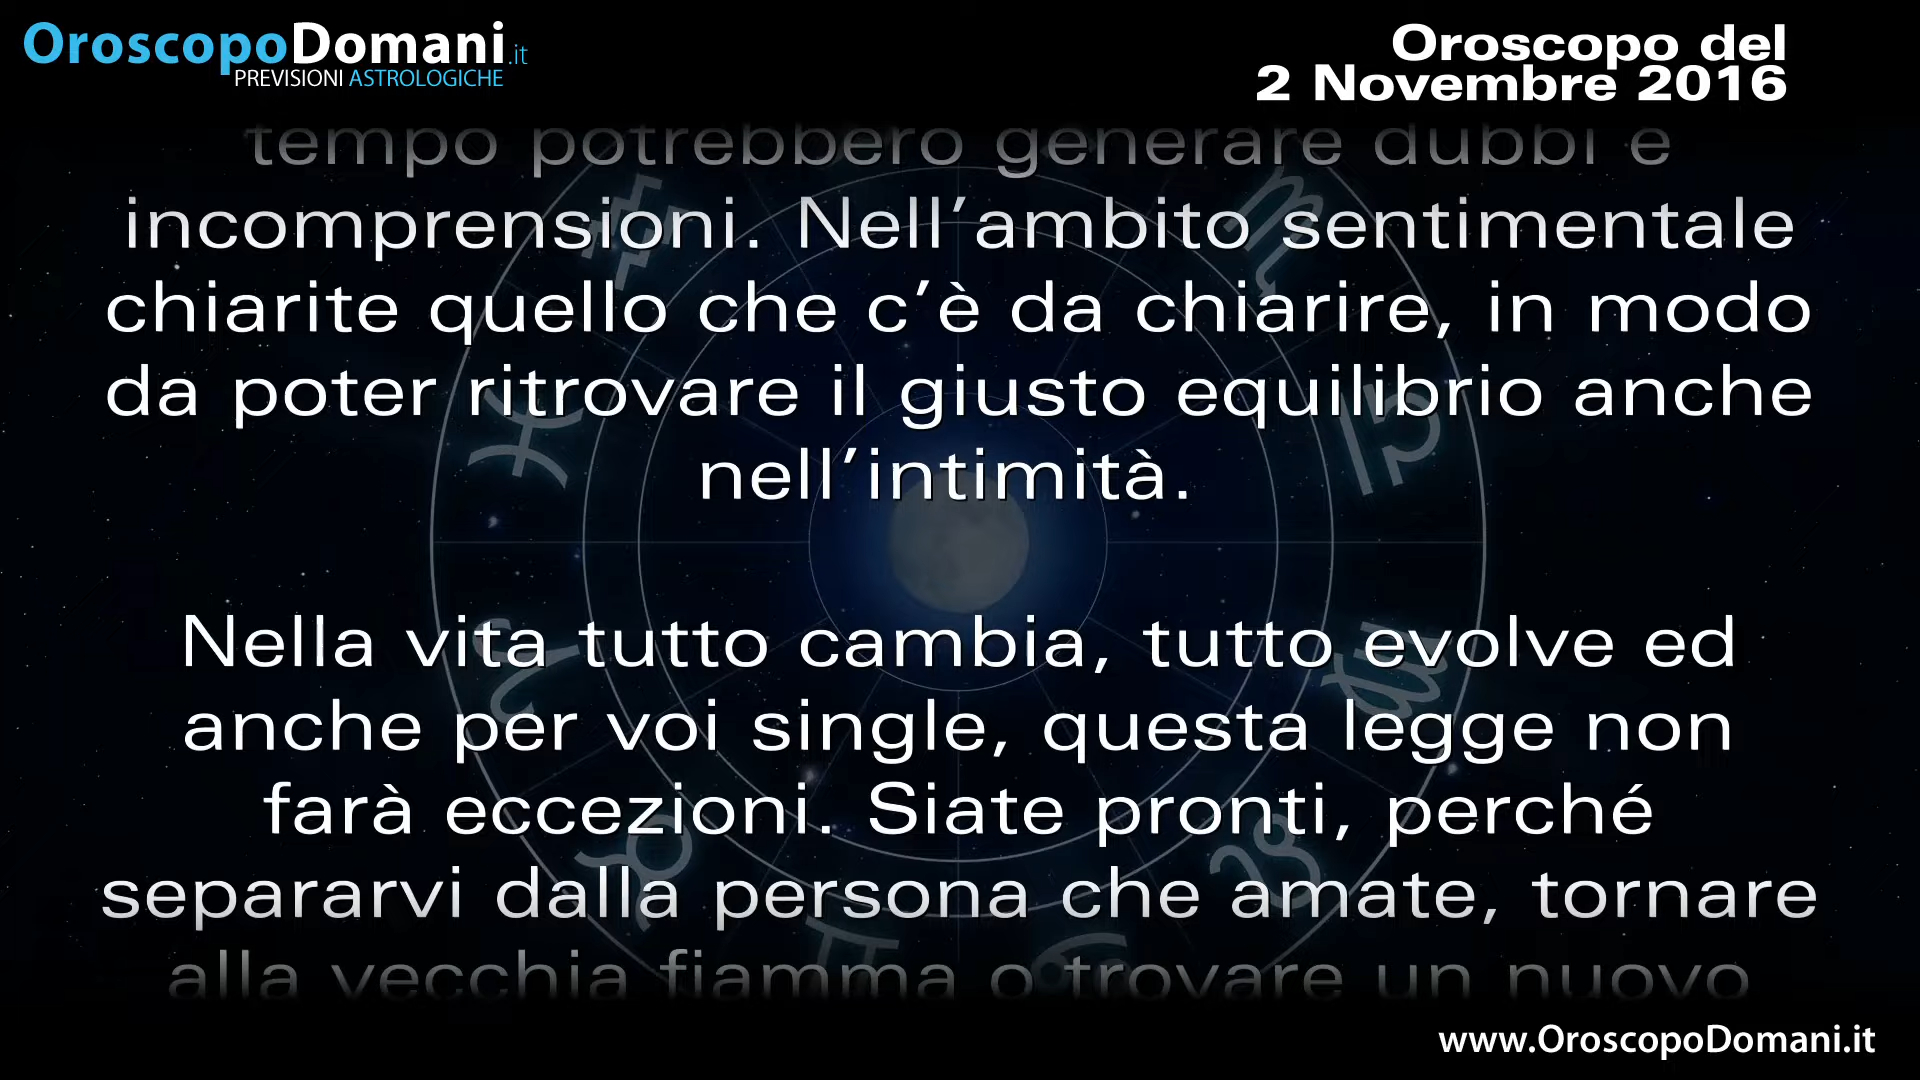 OroscopoDomani.it
PREVISIONI ASTROLOGICHE
Oroscopo del
2 Novembre 2016
tempo potrebbero generare dubbi e
incomprensioni. Nell’ambito sentimentale
chiarite quello che c’è da chiarire, in modo
da poter ritrovare il giusto equilibrio anche
nell’intimità.
Nella vita tutto cambia, tutto evolve ed
anche per voi single, questa legge non
farà eccezioni. Siate pronti, perché
separarvi dalla persona che amate, tornare
alla vecchia fiamma o trovare un nuovo
www.OroscopoDomani.it